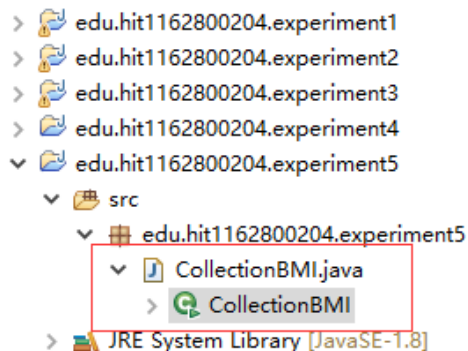 edu.hit1162800204.experiment1
edu.hit1162800204.experiment2
edu.hit1162800204.experiment3
edu.hit1162800204.experiment4
edu.hit1162800204.experiment5
src
edu.hit1162800204.experiment5
CollectionBMI.java
CollectionBMI
JRE System Library [JavaSE-1.8]